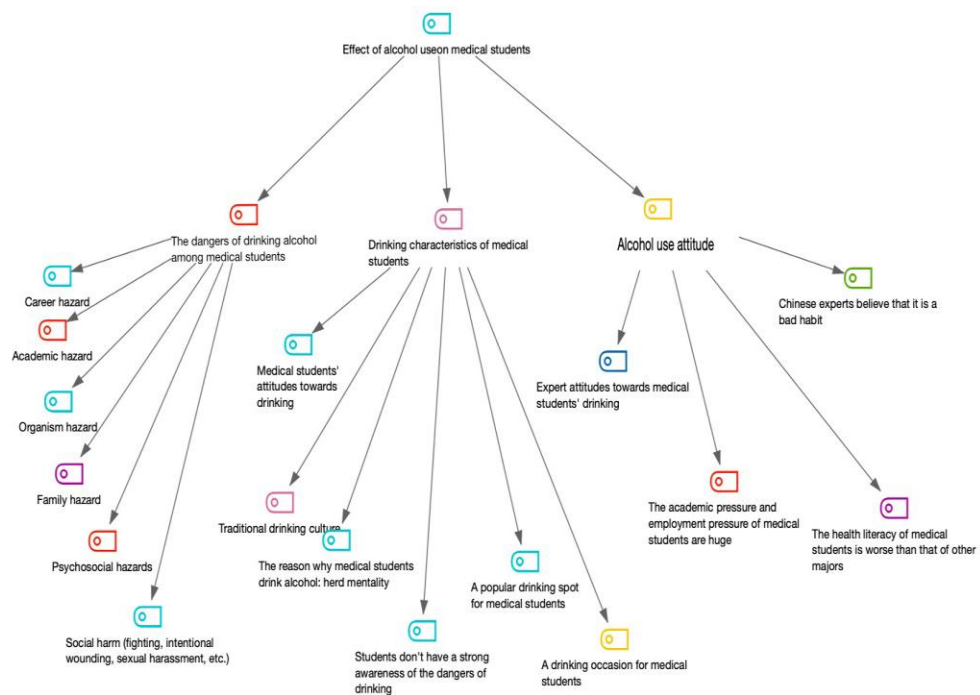 Effect of alcohol useon medical students
The dangers of drinking alcohol
among medical students
Drinking characteristics of medical
students
Alcohol use attitude
Career hazard
Academic hazard
Organism hazard
Family hazard
Psychosocial hazards
Social harm (fighting, intentional
wounding, sexual harassment, etc.)
Medical students'
attitudes towards
drinking
Traditional drinking culture
The reason why medical students
drink alcohol: herd mentality
Students don't have a strong
awareness of the dangers of
drinking
A popular drinking spot
for medical students
A drinking occasion for medical
students
Expert attitudes towards medical
students' drinking
The academic pressure and
employment pressure of medical
students are huge
The health literacy of medical
students is worse than that of other
majors
Chinese experts believe that it is a
bad habit